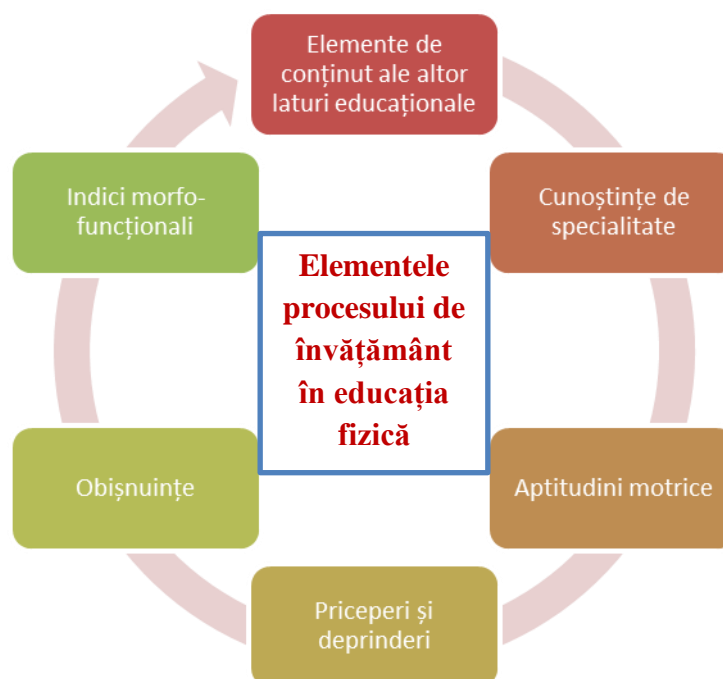 Elemente de
conținut ale altor
laturi educaționale
Cunoștințe de
specialitate
Aptitudini motrice
Priceperi și
deprinderi
Obișnuințe
Indici morfo-
funcționali
Elementele
procesului de
învățământ
în educația
fizică